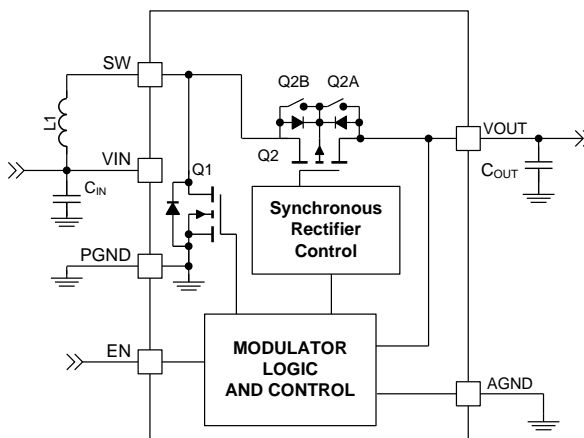 SW
Q2B Q2A
L1
VOUT
Q2
VIN
CIN
Q1
COUT
Synchronous
Rectifier
Control
PGND
EN
MODULATOR
LOGIC
AND CONTROL
AGND